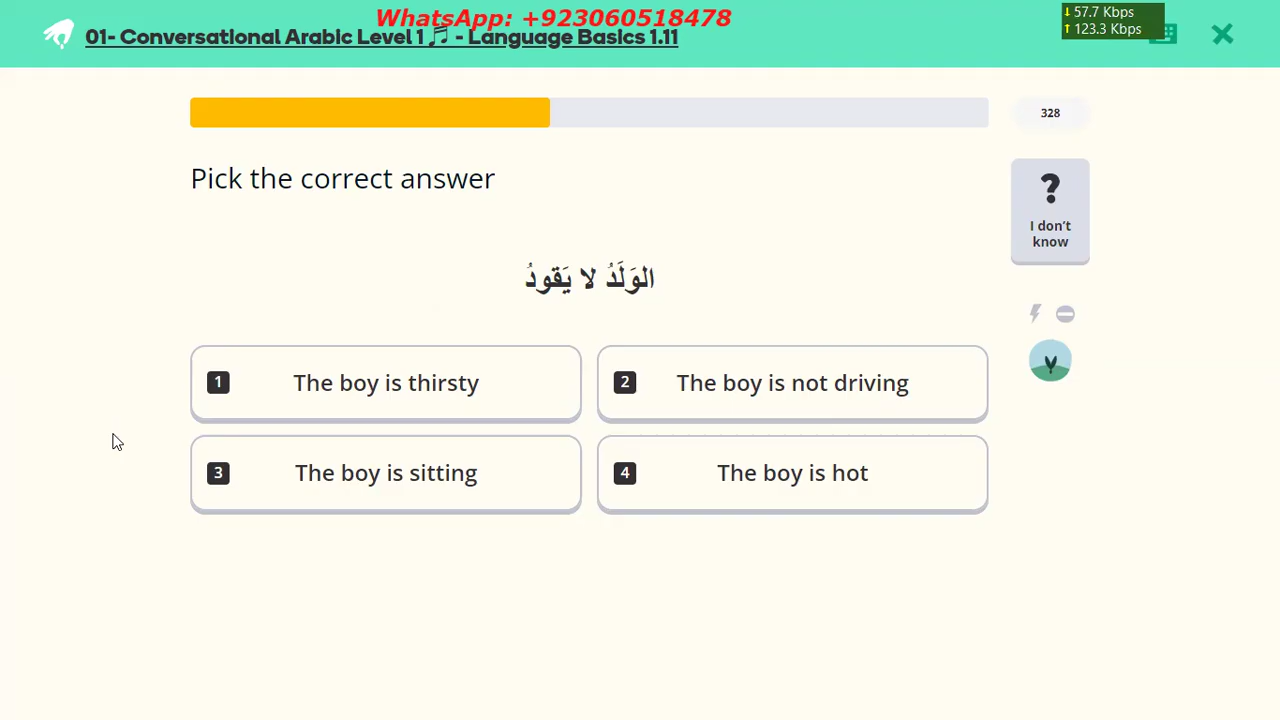 WhatsApp: +923060518478
01- Conversational Arabic Level 1 🎵 - Language Basics 1.11
↓ 57.7 Kbps
↑ 123.3 Kbps
328
Pick the correct answer
?
I don't
know
الوَلَدُ لا يَقودُ
1 The boy is thirsty
2 The boy is not driving
3 The boy is sitting
4 The boy is hot